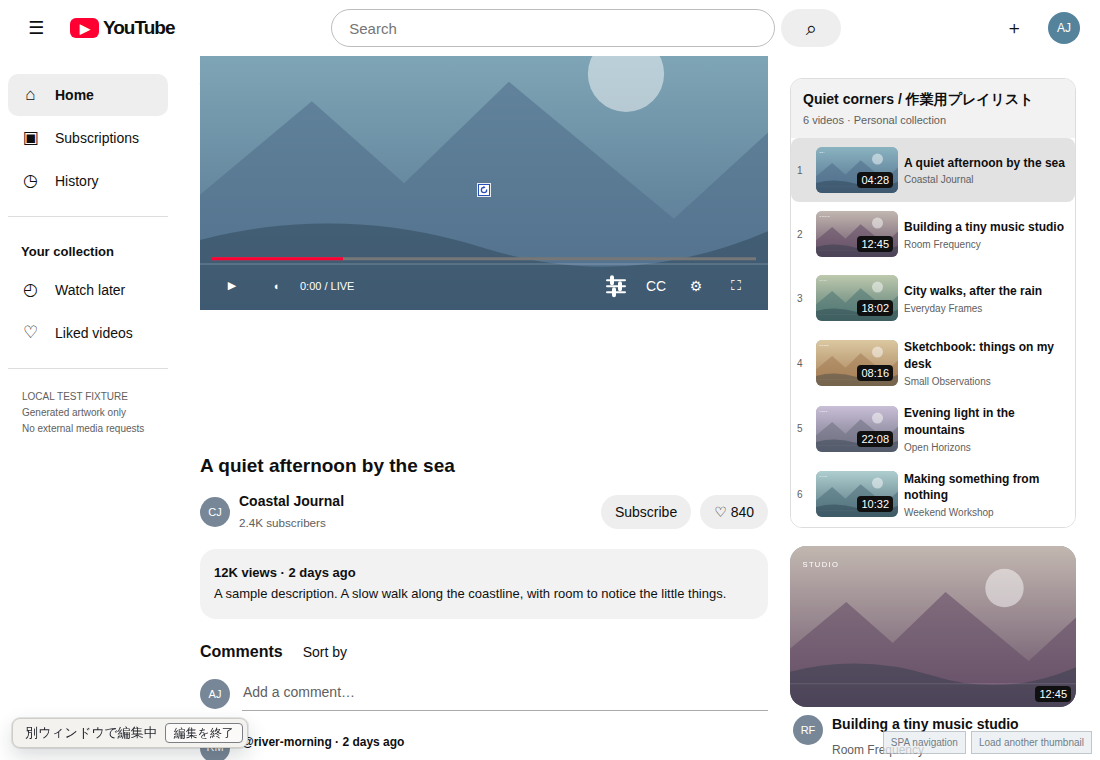 YouTube
Search
AJ
Home
Subscriptions
History
Your collection
Watch later
Liked videos
LOCAL TEST FIXTURE
Generated artwork only
No external media requests
0:00 / LIVE
CC
A quiet afternoon by the sea
CJ
Coastal Journal
2.4K subscribers
Subscribe
♡ 840
12K views · 2 days ago
A sample description. A slow walk along the coastline, with room to notice the little things.
Comments
Sort by
AJ
Add a comment…
@river-morning · 2 days ago
別ウィンドウで編集中
編集を終了
Quiet corners / 作業用プレイリスト
6 videos · Personal collection
1
04:28
A quiet afternoon by the sea
Coastal Journal
2
12:45
Building a tiny music studio
Room Frequency
3
18:02
City walks, after the rain
Everyday Frames
4
08:16
Sketchbook: things on my
desk
Small Observations
5
22:08
Evening light in the
mountains
Open Horizons
6
10:32
Making something from
nothing
Weekend Workshop
STUDIO
12:45
RF
Building a tiny music studio
Room Frequency
SPA navigation
Load another thumbnail